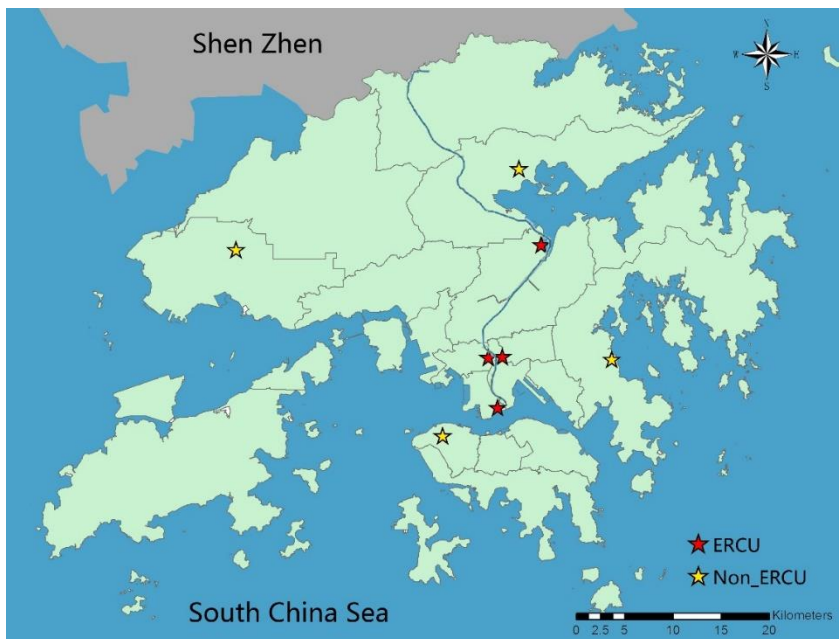 Shen Zhen
N
W E
S
ERCU
Non_ERCU
South China Sea
Kilometers
0 2.5 5 10 15 20